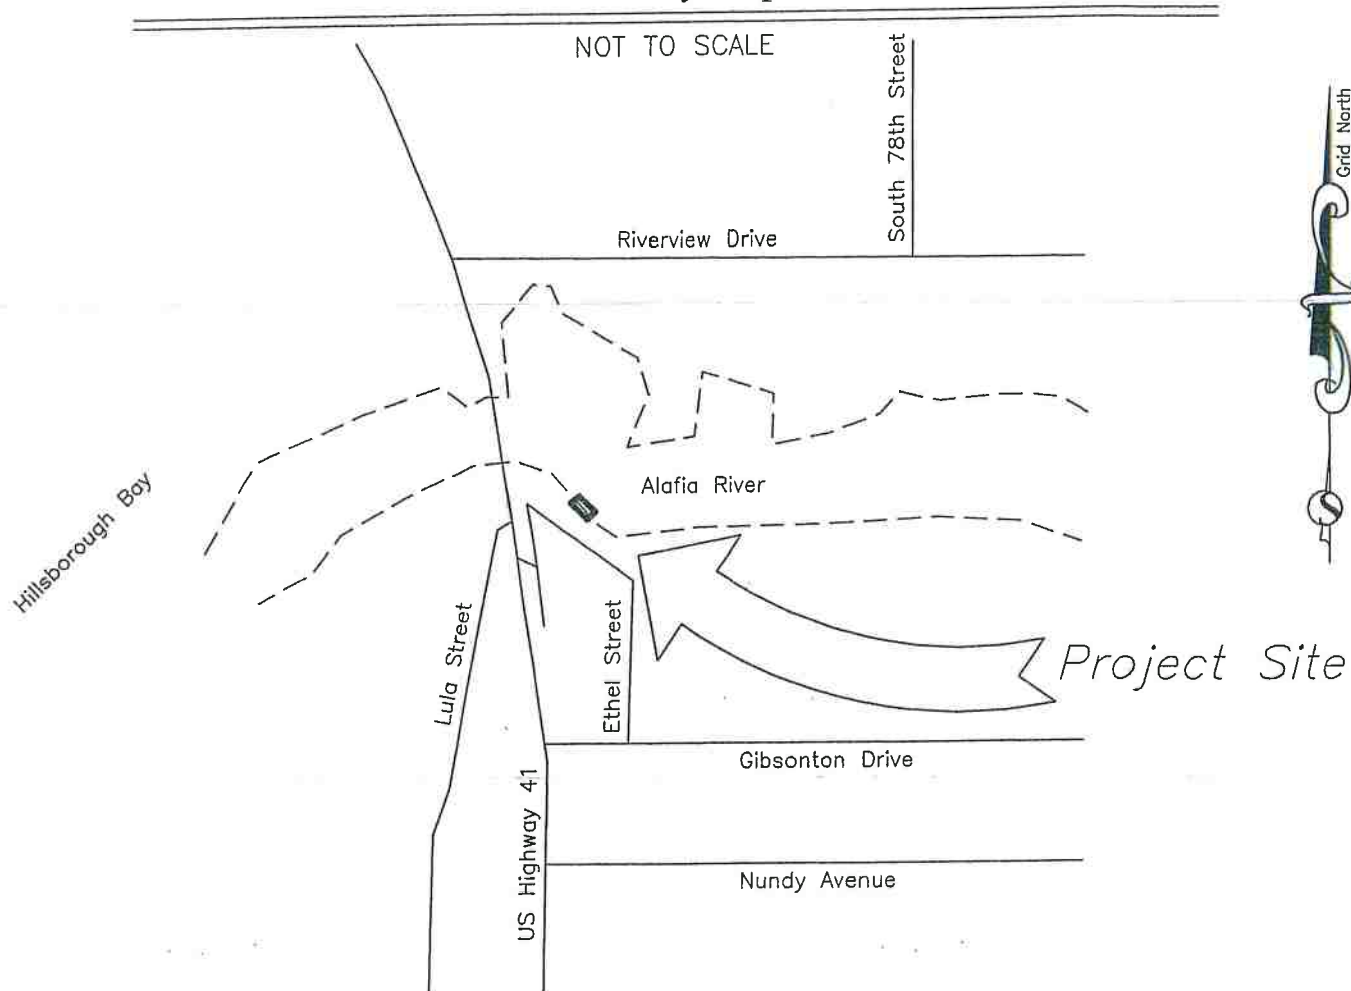 NOT TO SCALE
South 78th Street
Grid North
Riverview Drive
Alafia River
Hillsborough Bay
Lula Street
Ethel Street
Project Site
Gibsonton Drive
US Highway 41
Nundy Avenue